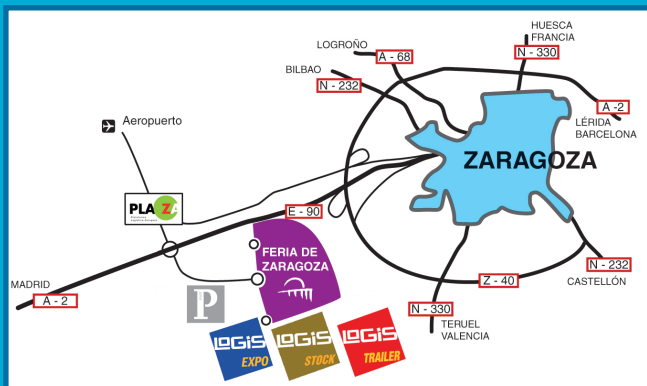 HUESCA
FRANCIA
N - 330
LOGROÑO
A - 68
BILBAO
N - 232
A -2
LÉRIDA
BARCELONA
Aeropuerto
ZARAGOZA
PLAZA
E - 90
FERIA DE
ZARAGOZA
MADRID
A - 2
P
N - 232
CASTELLÓN
Z - 40
N - 330
TERUEL
VALENCIA
LOGiS
EXPO
LOGiS
STOCK
LOGiS
TRAILER